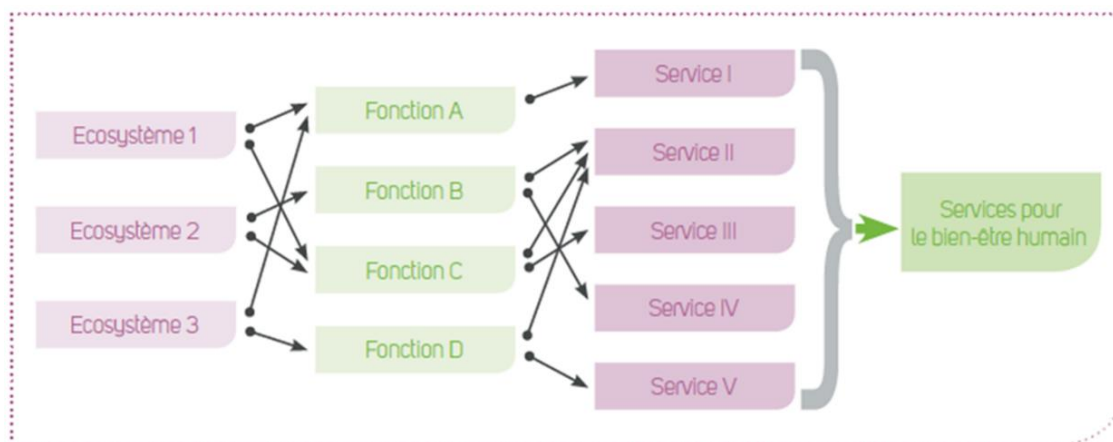 Ecosystème 1
Ecosystème 2
Ecosystème 3
Fonction A
Fonction B
Fonction C
Fonction D
Service I
Service II
Service III
Service IV
Service V
Services pour
le bien-être humain